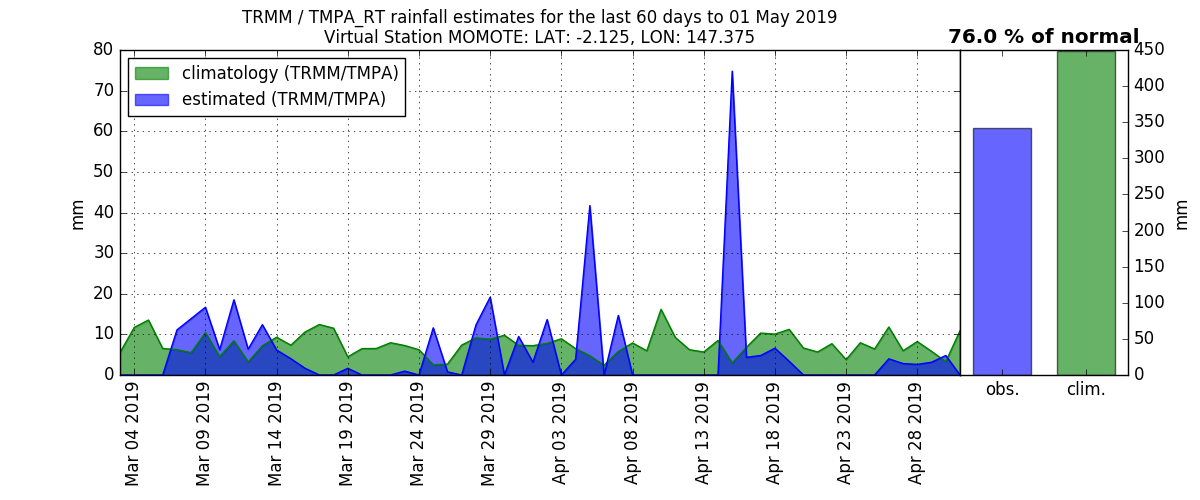 TRMM / TMPA_RT rainfall estimates for the last 60 days to 01 May 2019
Virtual Station MOMOTE: LAT: -2.125, LON: 147.375
76.0 % of normal
climatology (TRMM/TMPA)
estimated (TRMM/TMPA)
80
70
60
50
40
30
20
10
0
mm
Mar 04 2019
Mar 09 2019
Mar 14 2019
Mar 19 2019
Mar 24 2019
Mar 29 2019
Apr 03 2019
Apr 08 2019
Apr 13 2019
Apr 18 2019
Apr 23 2019
Apr 28 2019
450
400
350
300
250
200
150
100
50
0
mm
obs.
clim.